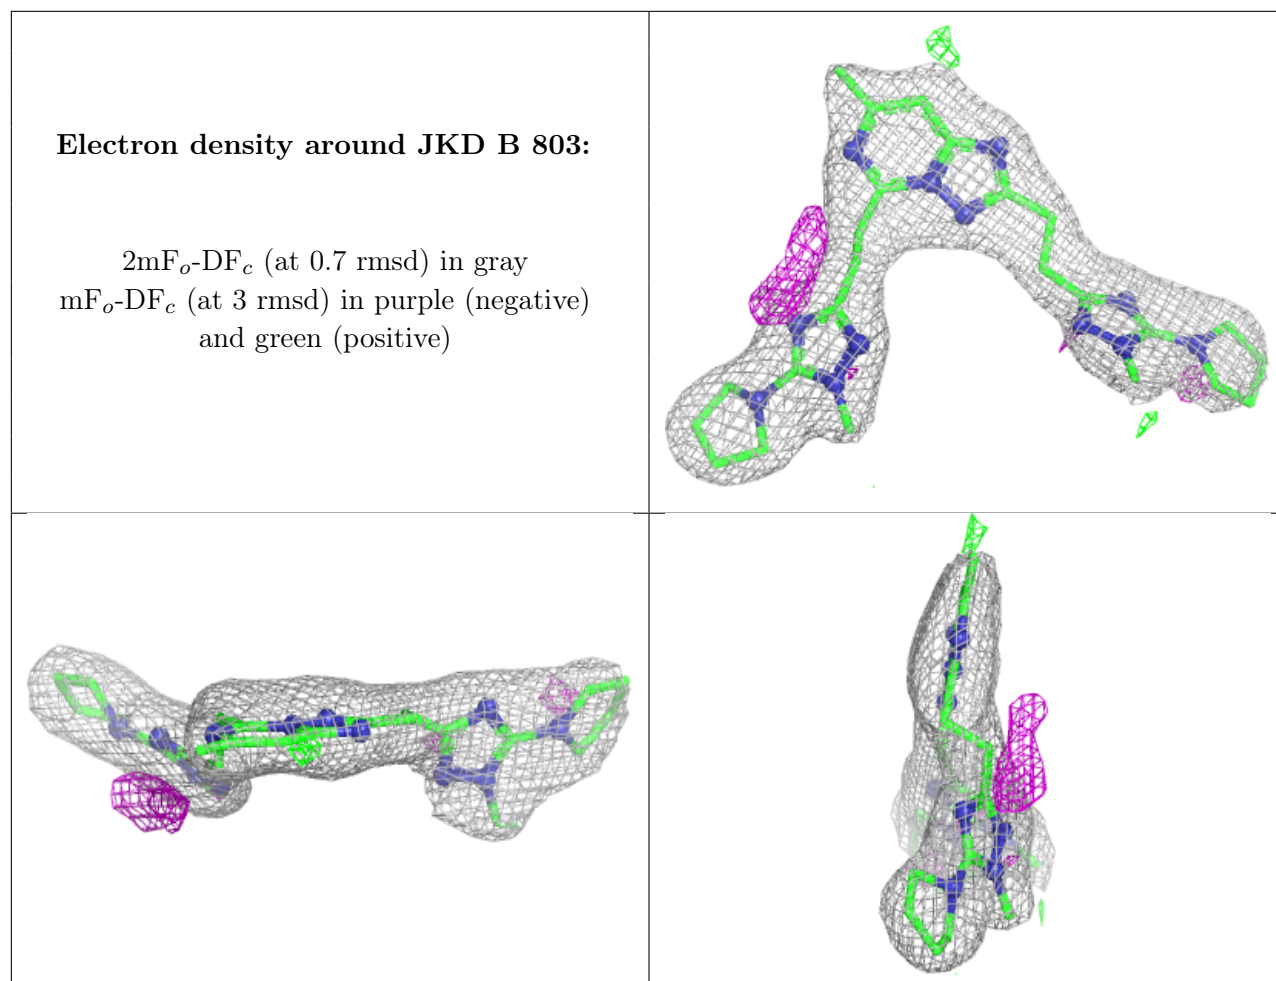 Electron density around JKD B 803:
2mFo-DFc (at 0.7 rmsd) in gray
mFo-DFc (at 3 rmsd) in purple (negative)
and green (positive)